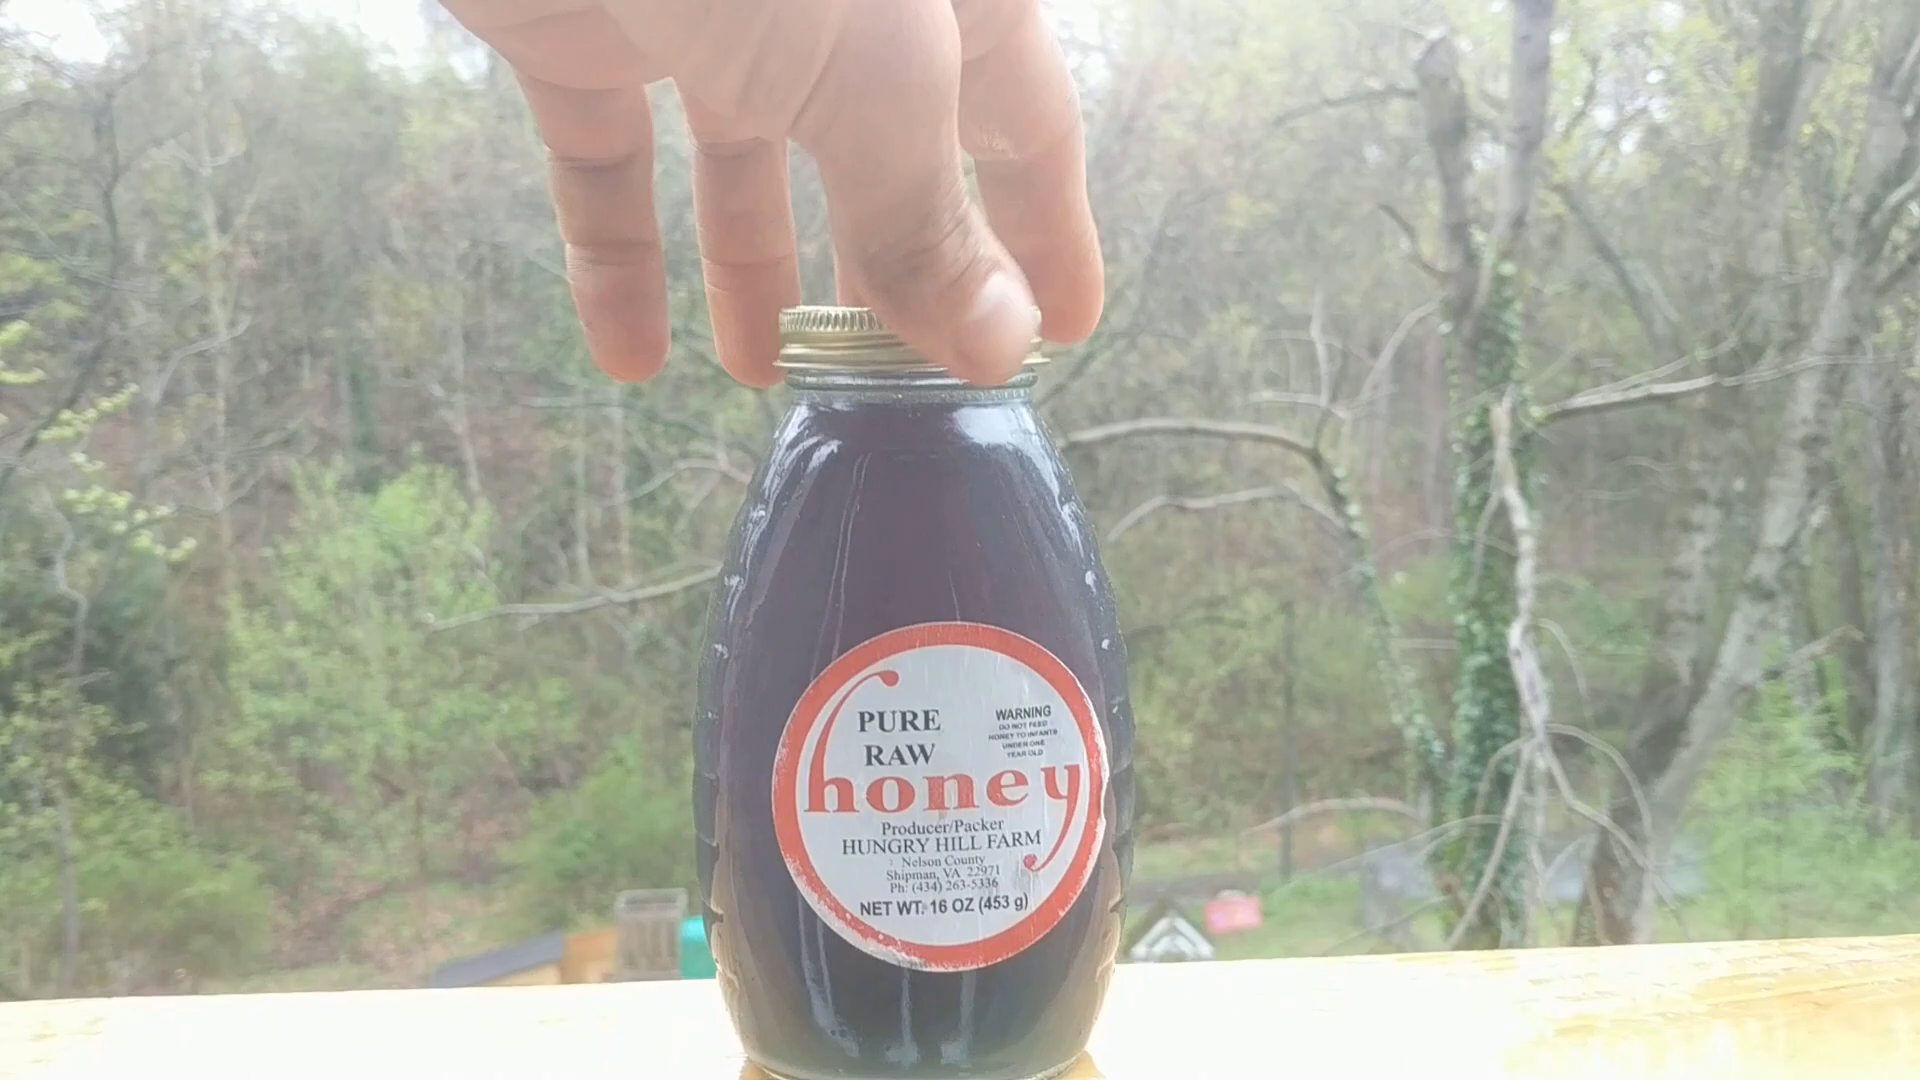 PURE
RAW
honey
WARNING
DO NOT FEED
HONEY TO INFANTS
UNDER ONE
YEAR OLD
Producer/Packer
HUNGRY HILL FARM
Nelson County
Shipman, VA 22971
Ph: (434) 263-5336
NET WT. 16 OZ (453 g)